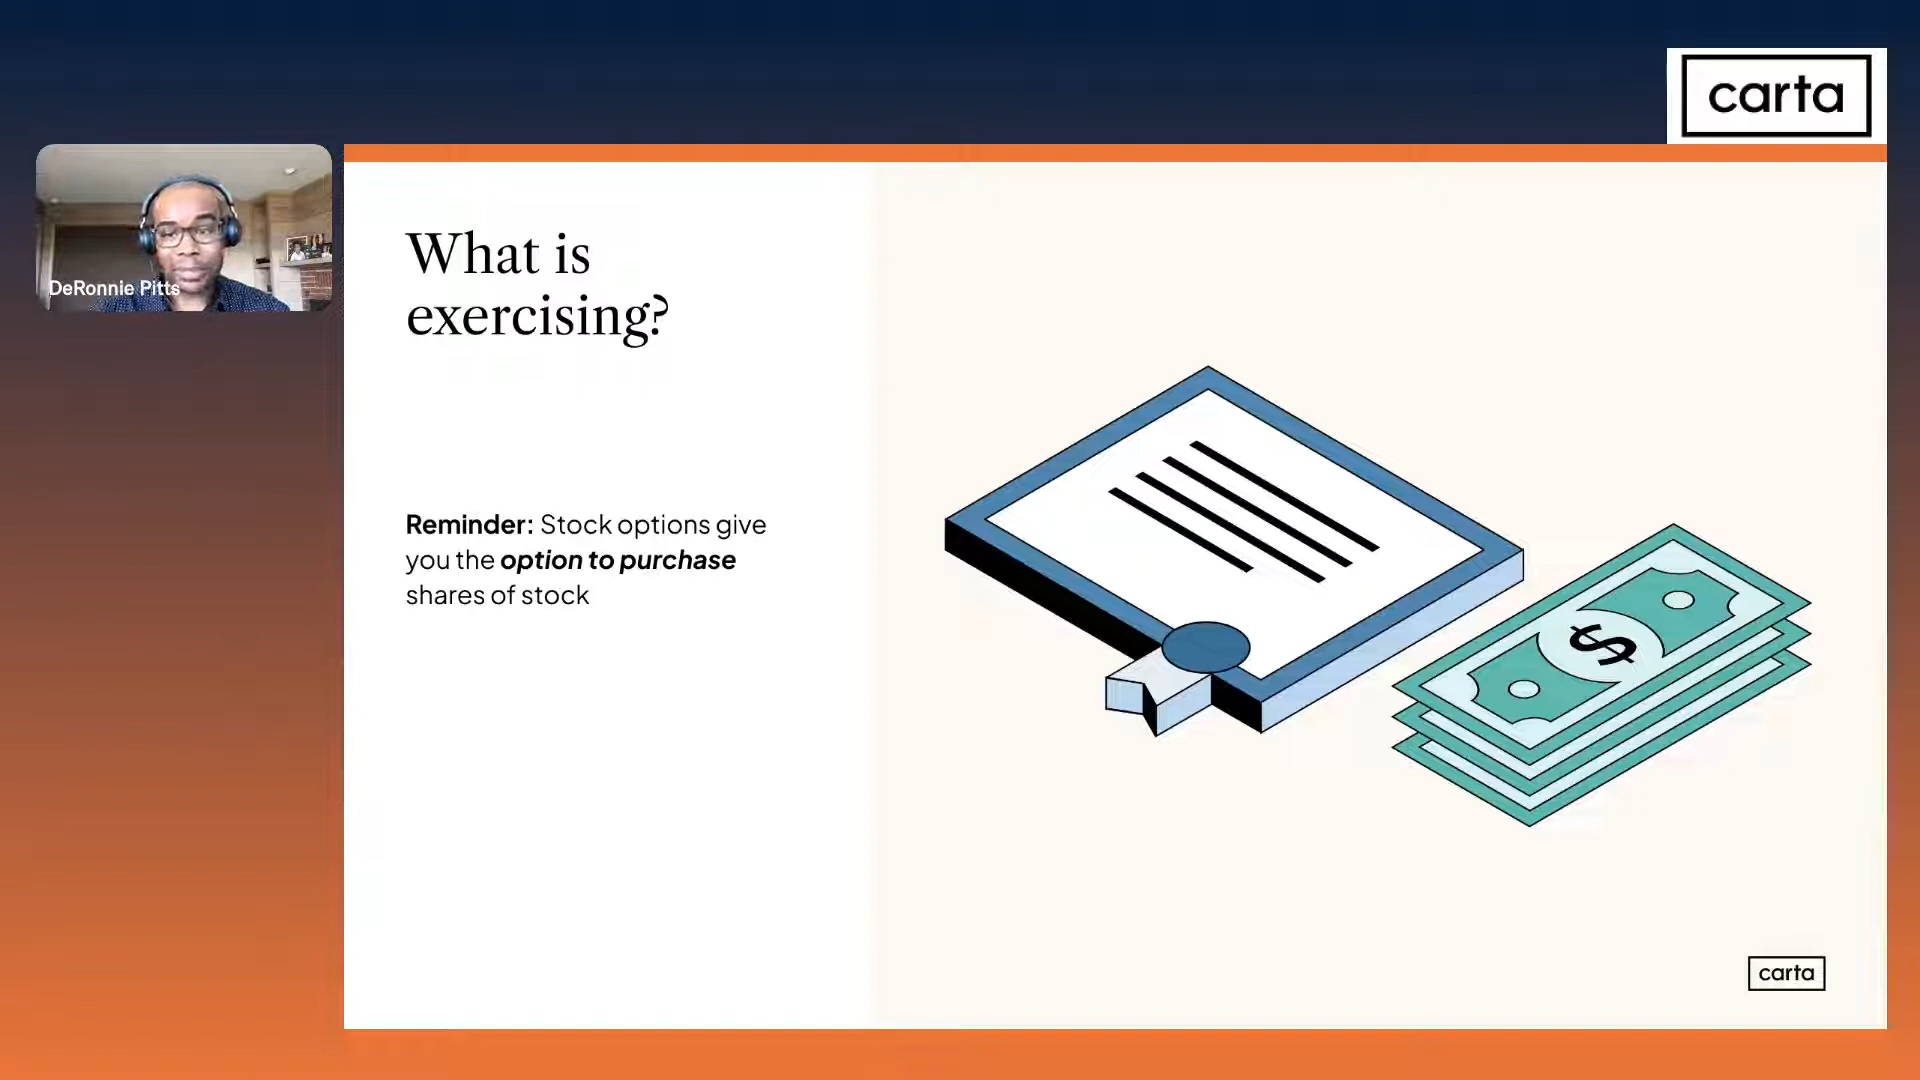 carta
DeRonnie Pitts
What is
exercising?
Reminder: Stock options give
you the option to purchase
shares of stock
$
carta